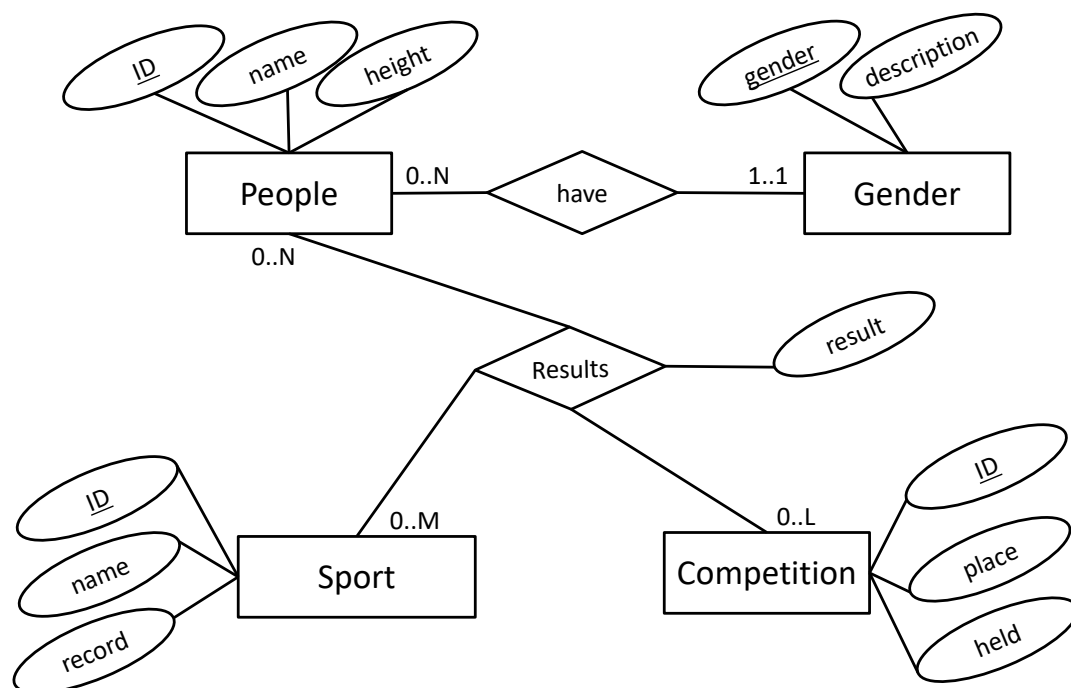 ID
name
height
gender
description
People
0..N
have
1..1
Gender
0..N
result
Results
ID
name
record
0..M
Sport
0..L
Competition
ID
place
held